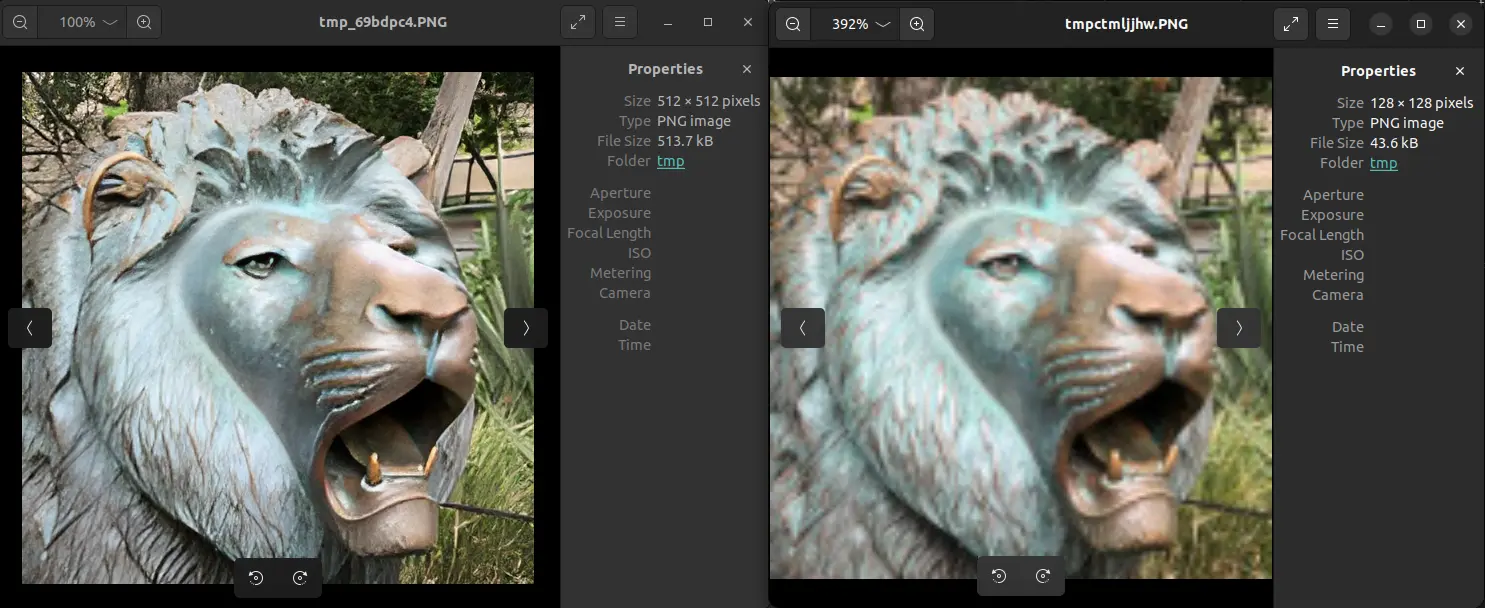 100%
tmp_69bdpc4.PNG
Properties
Size 512 × 512 pixels
Type PNG image
File Size 513.7 kB
Folder tmp
Aperture
Exposure
Focal Length
ISO
Metering
Camera
Date
Time
392%
tmpctmljjhw.PNG
Properties
Size 128 × 128 pixels
Type PNG image
File Size 43.6 kB
Folder tmp
Aperture
Exposure
Focal Length
ISO
Metering
Camera
Date
Time